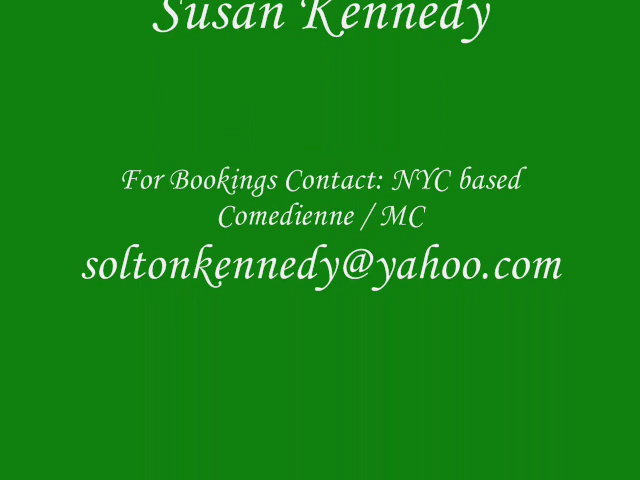 Susan Kennedy
For Bookings Contact: NYC based
Comedienne / MC
soltonkennedy@yahoo.com